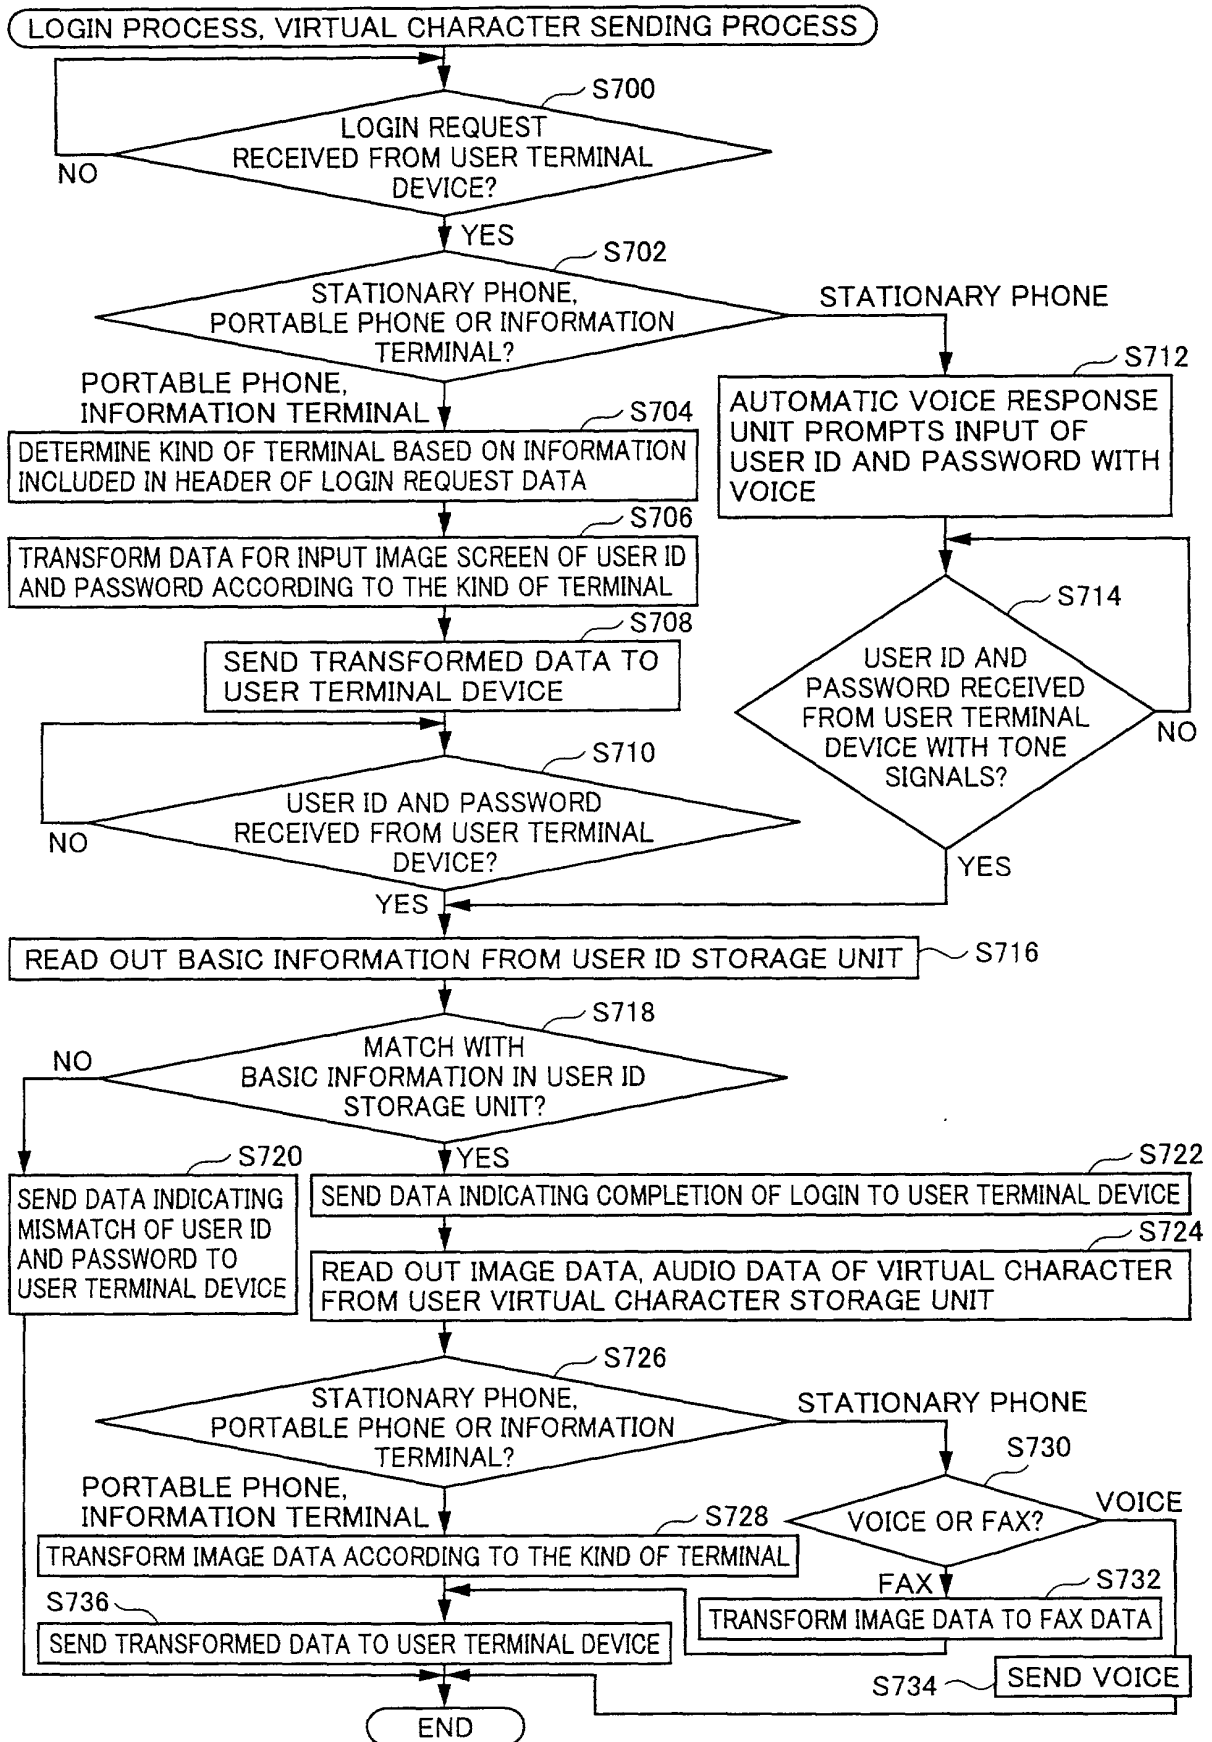 LOGIN PROCESS, VIRTUAL CHARACTER SENDING PROCESS
S700
LOGIN REQUEST
RECEIVED FROM USER TERMINAL
DEVICE?
NO
YES
S702
STATIONARY PHONE,
PORTABLE PHONE OR INFORMATION
TERMINAL?
STATIONARY PHONE
PORTABLE PHONE,
INFORMATION TERMINAL
S704
DETERMINE KIND OF TERMINAL BASED ON INFORMATION
INCLUDED IN HEADER OF LOGIN REQUEST DATA
S706
TRANSFORM DATA FOR INPUT IMAGE SCREEN OF USER ID
AND PASSWORD ACCORDING TO THE KIND OF TERMINAL
S708
SEND TRANSFORMED DATA TO
USER TERMINAL DEVICE
S710
USER ID AND PASSWORD
RECEIVED FROM USER TERMINAL
DEVICE?
NO
YES
S712
AUTOMATIC VOICE RESPONSE
UNIT PROMPTS INPUT OF
USER ID AND PASSWORD WITH
VOICE
S714
USER ID AND
PASSWORD RECEIVED
FROM USER TERMINAL
DEVICE WITH TONE
SIGNALS?
NO
YES
READ OUT BASIC INFORMATION FROM USER ID STORAGE UNIT
S716
S718
MATCH WITH
BASIC INFORMATION IN USER ID
STORAGE UNIT?
NO
YES
S720
SEND DATA INDICATING
MISMATCH OF USER ID
AND PASSWORD TO
USER TERMINAL DEVICE
S722
SEND DATA INDICATING COMPLETION OF LOGIN TO USER TERMINAL DEVICE
S724
READ OUT IMAGE DATA, AUDIO DATA OF VIRTUAL CHARACTER
FROM USER VIRTUAL CHARACTER STORAGE UNIT
S726
STATIONARY PHONE,
PORTABLE PHONE OR INFORMATION
TERMINAL?
STATIONARY PHONE
PORTABLE PHONE,
INFORMATION TERMINAL
S728
TRANSFORM IMAGE DATA ACCORDING TO THE KIND OF TERMINAL
S730
VOICE OR FAX?
VOICE
FAX
S732
TRANSFORM IMAGE DATA TO FAX DATA
S736
SEND TRANSFORMED DATA TO USER TERMINAL DEVICE
S734
SEND VOICE
END